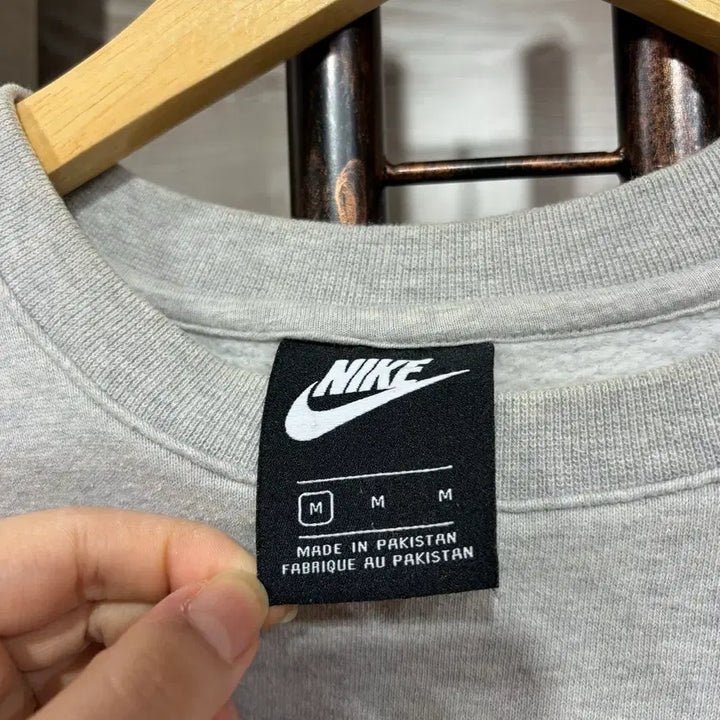 NIKE
M M M
MADE IN PAKISTAN
FABRIQUE AU PAKISTAN